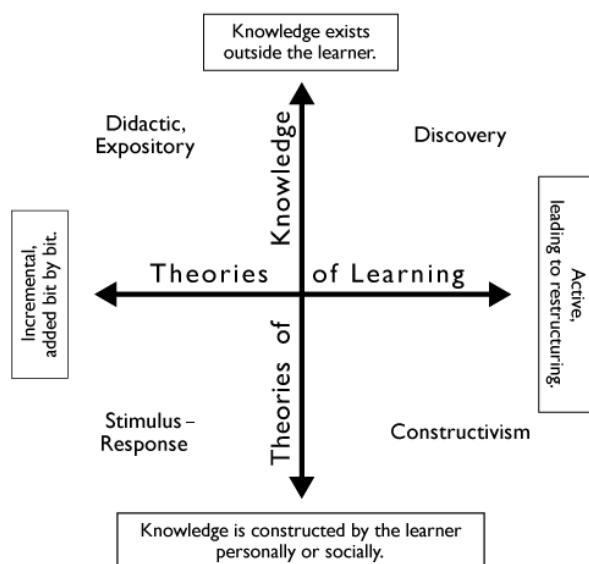 Knowledge exists
outside the learner.
Didactic,
Expository
Discovery
Knowledge
Incremental,
added bit by bit.
Theories of Learning
Active,
leading to restructuring.
Theories of
Stimulus –
Response
Constructivism
Knowledge is constructed by the learner
personally or socially.